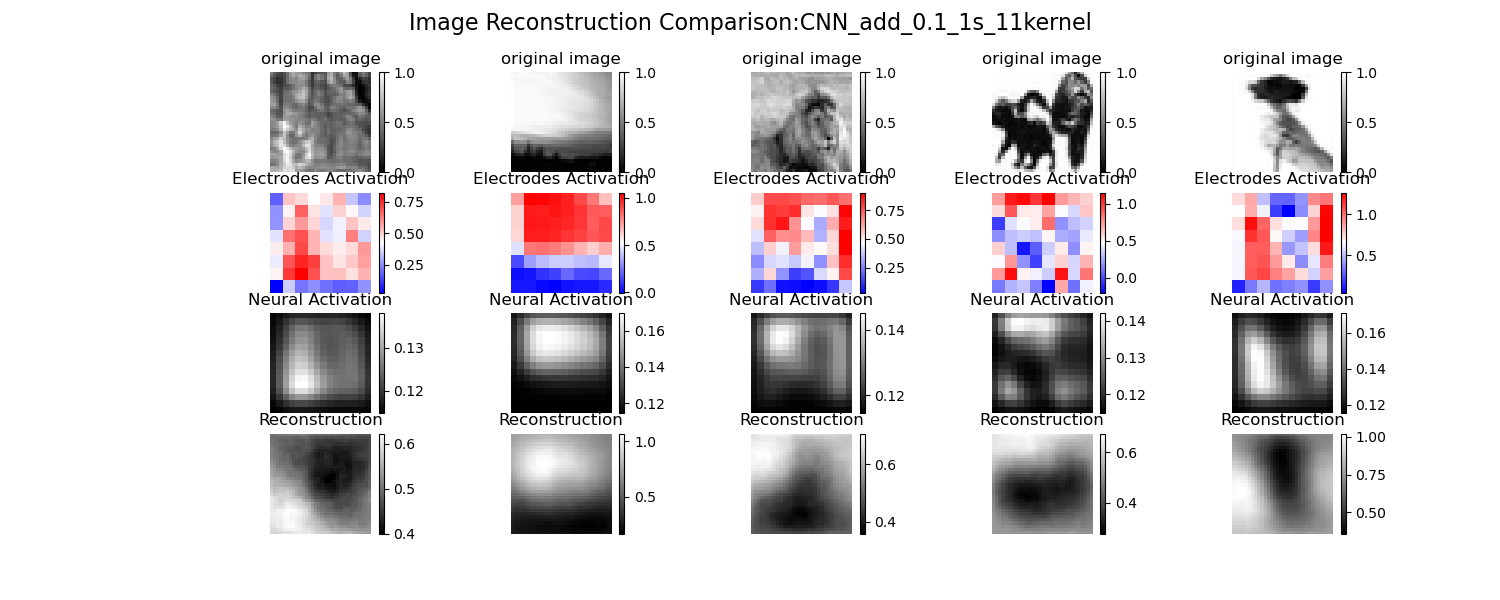 Image Reconstruction Comparison:CNN_add_0.1_1s_11kernel
original image original image original image original image original image
1.0 1.0 1.0 1.0 1.0
0.5 0.5 0.5 0.5 0.5
0.0 0.0 0.0 0.0 0.0
Electrodes Activation Electrodes Activation Electrodes Activation Electrodes Activation Electrodes Activation
0.75 1.0 0.75 1.0 1.0
0.50 0.5 0.50 0.5 0.5
0.25 0.0 0.25 0.0
Neural Activation Neural Activation Neural Activation Neural Activation Neural Activation
0.13 0.16 0.14 0.14 0.16
0.12 0.14 0.12 0.13 0.14
0.12 0.12 0.12
Reconstruction Reconstruction Reconstruction Reconstruction Reconstruction
0.6 1.0 0.6 0.6 1.00
0.5 0.5 0.4 0.4 0.75
0.4 0.50